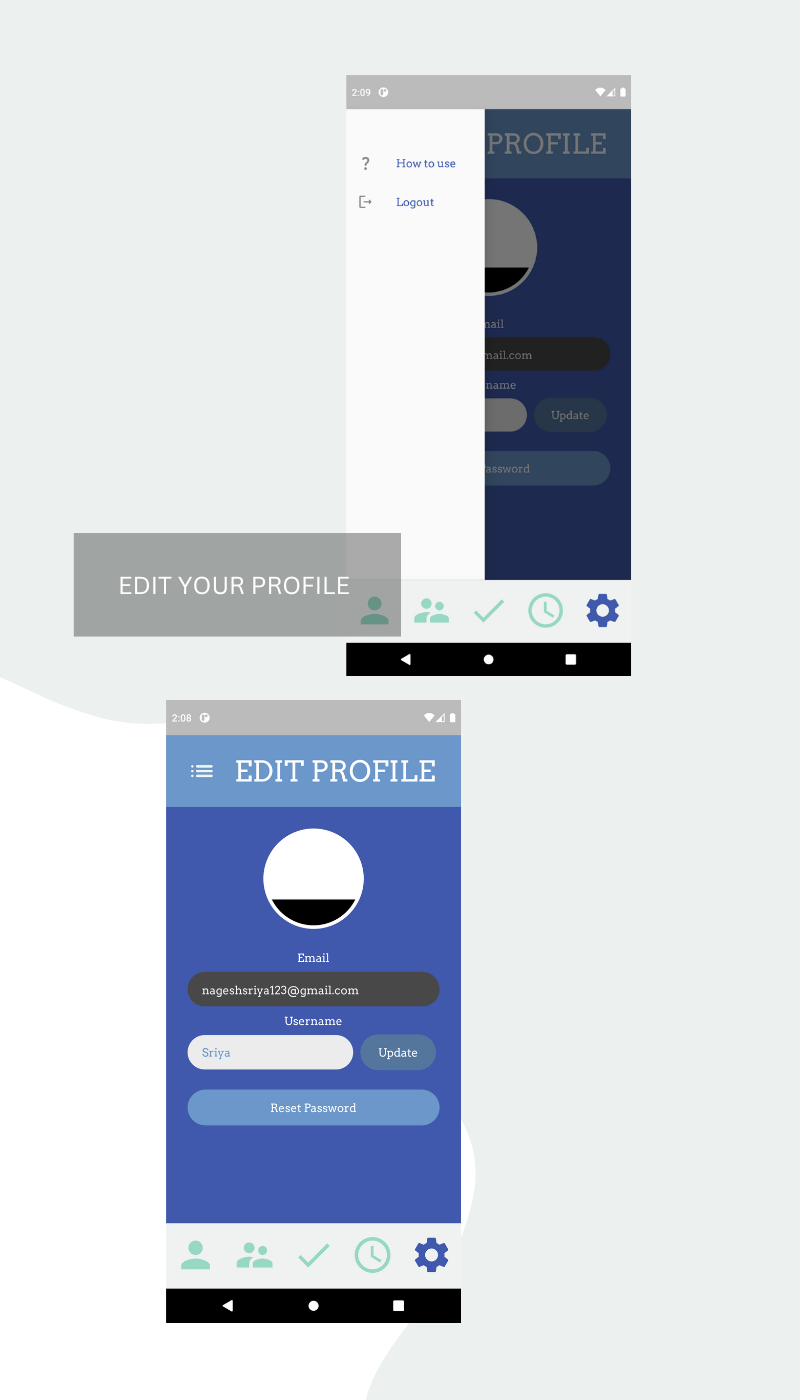 2:09
PROFILE
? How to use
Logout
mail
mail.com
name
Update
assword
EDIT YOUR PROFILE
2:08
EDIT PROFILE
Email
nageshsriya123@gmail.com
Username
Sriya Update
Reset Password